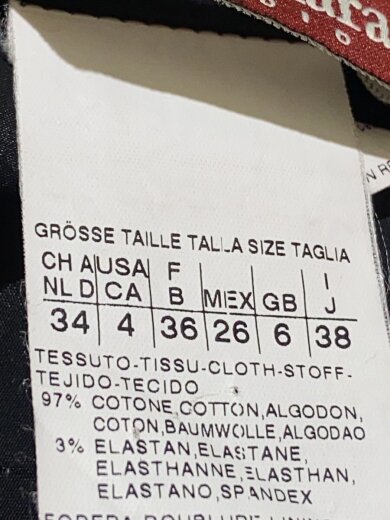 GRÖSSE TAILLE TALLA SIZE TAGLIA
CH A USA F I
NL D CA B MEX GB J
34 4 36 26 6 38
TESSUTO-TISSU-CLOTH-STOFF-
TEJIDO-TECIDO
97% COTONE,COTTON,ALGODON,
COTON,BAUMWOLLE,ALGODAO
3% ELASTAN,ELASTANE,
ELASTHANNE,ELASTHAN,
ELASTANO,SPANDEX